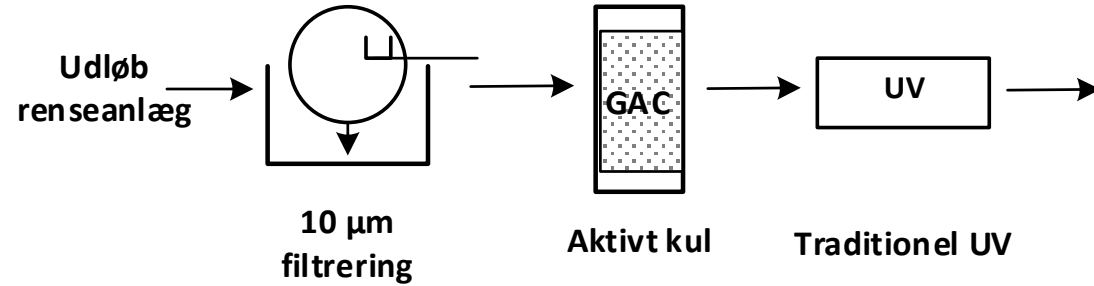 Udløb
renseanlæg
10 µm
filtrering
GAC
Aktivt kul
UV
Traditionel UV